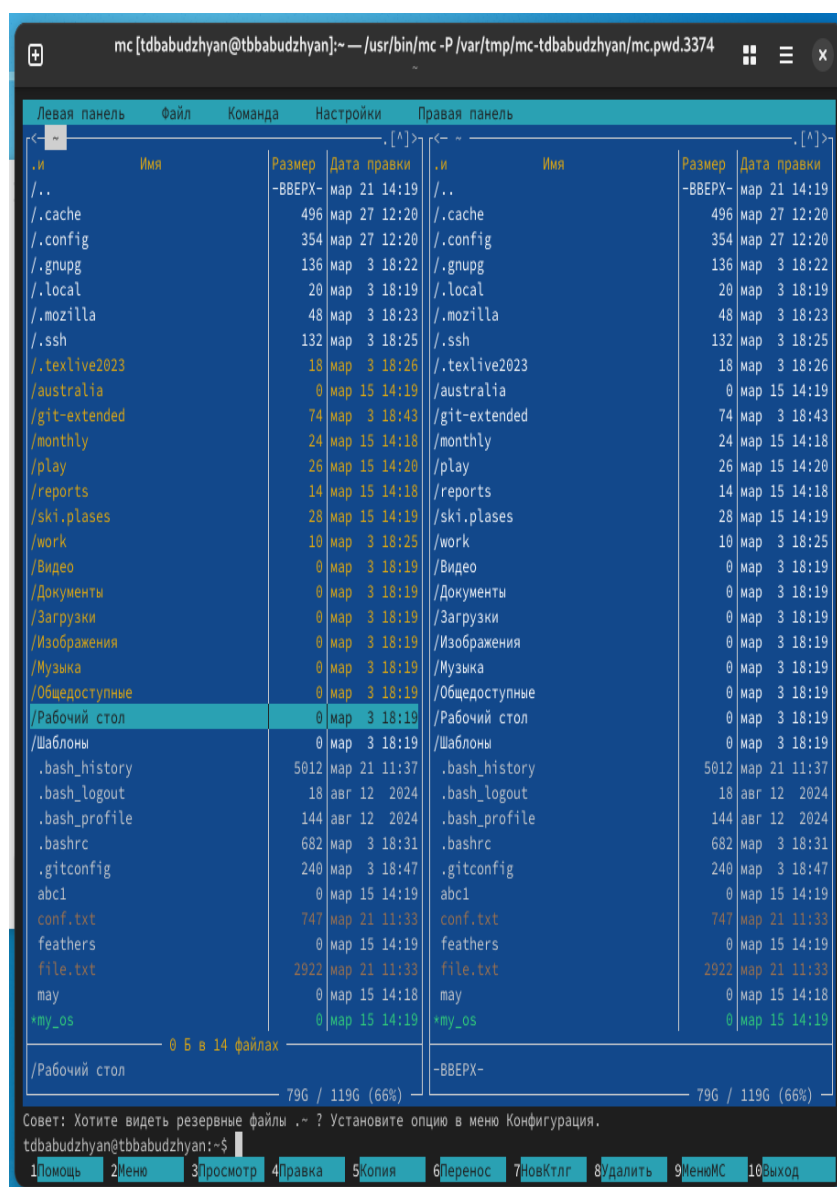 mc [tdbabudzhyan@tbbabudzhyan]:~ — /usr/bin/mc -P /var/tmp/mc-tdbabudzhyan/mc.pwd.3374
~
Левая панель Файл Команда Настройки Правая панель
<— ~ .[^]> <— ~ .[^]>
.и Имя Размер Дата правки .и Имя Размер Дата правки
/.. -ВВЕРХ- мар 21 14:19 /.. -ВВЕРХ- мар 21 14:19
/.cache 496 мар 27 12:20 /.cache 496 мар 27 12:20
/.config 354 мар 27 12:20 /.config 354 мар 27 12:20
/.gnupg 136 мар 3 18:22 /.gnupg 136 мар 3 18:22
/.local 20 мар 3 18:19 /.local 20 мар 3 18:19
/.mozilla 48 мар 3 18:23 /.mozilla 48 мар 3 18:23
/.ssh 132 мар 3 18:25 /.ssh 132 мар 3 18:25
/.texlive2023 18 мар 3 18:26 /.texlive2023 18 мар 3 18:26
/australia 0 мар 15 14:19 /australia 0 мар 15 14:19
/git-extended 74 мар 3 18:43 /git-extended 74 мар 3 18:43
/monthly 24 мар 15 14:18 /monthly 24 мар 15 14:18
/play 26 мар 15 14:20 /play 26 мар 15 14:20
/reports 14 мар 15 14:18 /reports 14 мар 15 14:18
/ski.plases 28 мар 15 14:19 /ski.plases 28 мар 15 14:19
/work 10 мар 3 18:25 /work 10 мар 3 18:25
/Видео 0 мар 3 18:19 /Видео 0 мар 3 18:19
/Документы 0 мар 3 18:19 /Документы 0 мар 3 18:19
/Загрузки 0 мар 3 18:19 /Загрузки 0 мар 3 18:19
/Изображения 0 мар 3 18:19 /Изображения 0 мар 3 18:19
/Музыка 0 мар 3 18:19 /Музыка 0 мар 3 18:19
/Общедоступные 0 мар 3 18:19 /Общедоступные 0 мар 3 18:19
/Рабочий стол 0 мар 3 18:19 /Рабочий стол 0 мар 3 18:19
/Шаблоны 0 мар 3 18:19 /Шаблоны 0 мар 3 18:19
.bash_history 5012 мар 21 11:37 .bash_history 5012 мар 21 11:37
.bash_logout 18 авг 12 2024 .bash_logout 18 авг 12 2024
.bash_profile 144 авг 12 2024 .bash_profile 144 авг 12 2024
.bashrc 682 мар 3 18:31 .bashrc 682 мар 3 18:31
.gitconfig 240 мар 3 18:47 .gitconfig 240 мар 3 18:47
abc1 0 мар 15 14:19 abc1 0 мар 15 14:19
conf.txt 747 мар 21 11:33 conf.txt 747 мар 21 11:33
feathers 0 мар 15 14:19 feathers 0 мар 15 14:19
file.txt 2922 мар 21 11:33 file.txt 2922 мар 21 11:33
may 0 мар 15 14:18 may 0 мар 15 14:18
*my_os 0 мар 15 14:19 *my_os 0 мар 15 14:19
0 Б в 14 файлах
/Рабочий стол -ВВЕРХ-
79G / 119G (66%) 79G / 119G (66%)
Совет: Хотите видеть резервные файлы .~ ? Установите опцию в меню Конфигурация.
tdbabudzhyan@tbbabudzhyan:~$
1Помощь 2Меню 3Просмотр 4Правка 5Копия 6Перенос 7НовКтлг 8Удалить 9МенюMC 10Выход